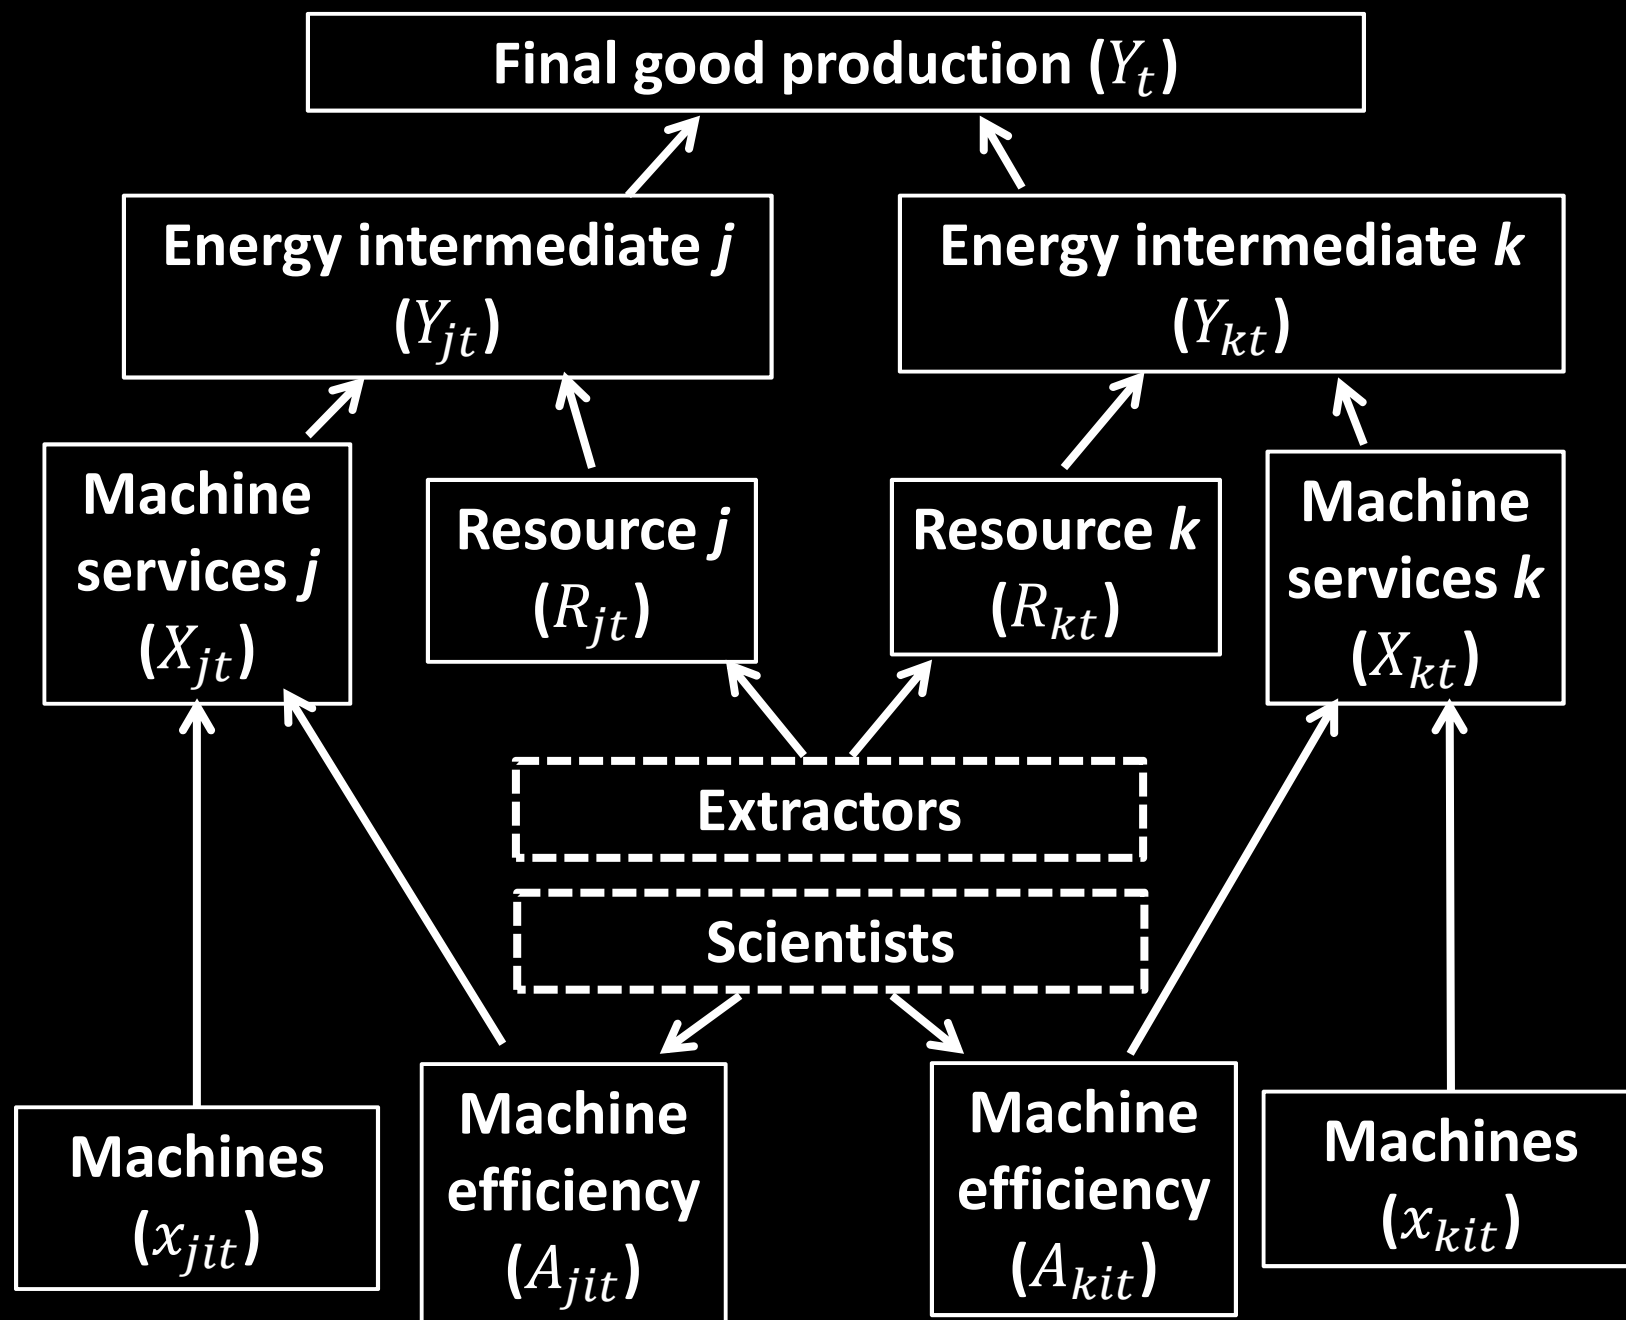 Final good production (Y_t)
Energy intermediate j
(Y_jt)
Energy intermediate k
(Y_kt)
Machine
services j
(X_jt)
Resource j
(R_jt)
Resource k
(R_kt)
Machine
services k
(X_kt)
Extractors
Scientists
Machines
(x_jit)
Machine
efficiency
(A_jit)
Machine
efficiency
(A_kit)
Machines
(x_kit)